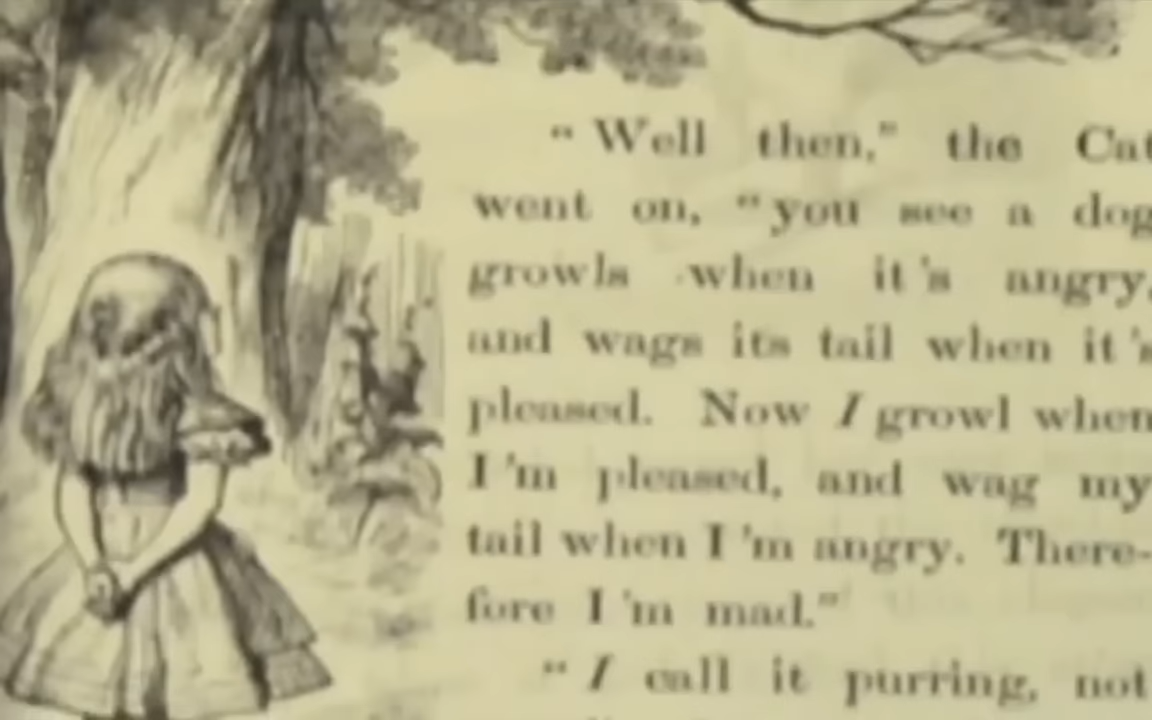 “ Well then,” the Cat
went on, “you see a dog
growls when it's angry,
and wags its tail when it's
pleased. Now I growl when
I'm pleased, and wag my
tail when I'm angry. There-
fore I'm mad.”
“ I call it purring, not